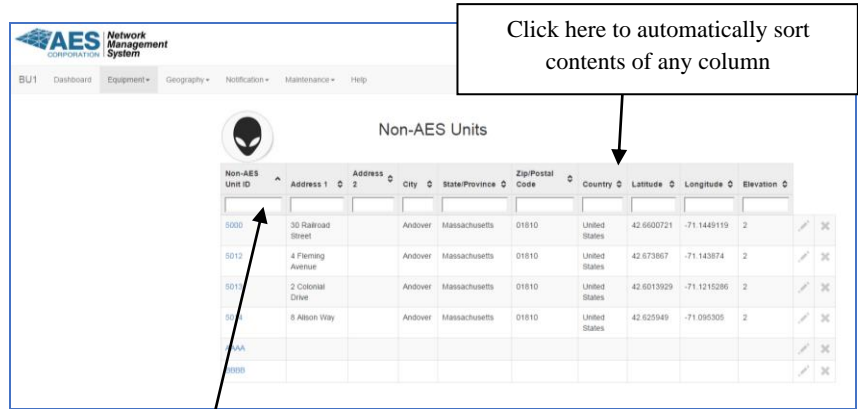 Click here to automatically sort
contents of any column
AES CORPORATION Network Management System
BU1 Dashboard Equipment Geography Notification Maintenance Help
Non-AES Units
Non-AES Unit ID Address 1 Address 2 City State/Province Zip/Postal Code Country Latitude Longitude Elevation
5000 30 Railroad Street Andover Massachusetts 01810 United States 42.6600721 -71.1449119 2
5012 4 Fleming Avenue Andover Massachusetts 01810 United States 42.673867 -71.143874 2
5013 2 Colonial Drive Andover Massachusetts 01810 United States 42.6013929 -71.1215286 2
8 Alison Way Andover Massachusetts 01810 United States 42.625949 -71.095305 2
AAAA
BBBB